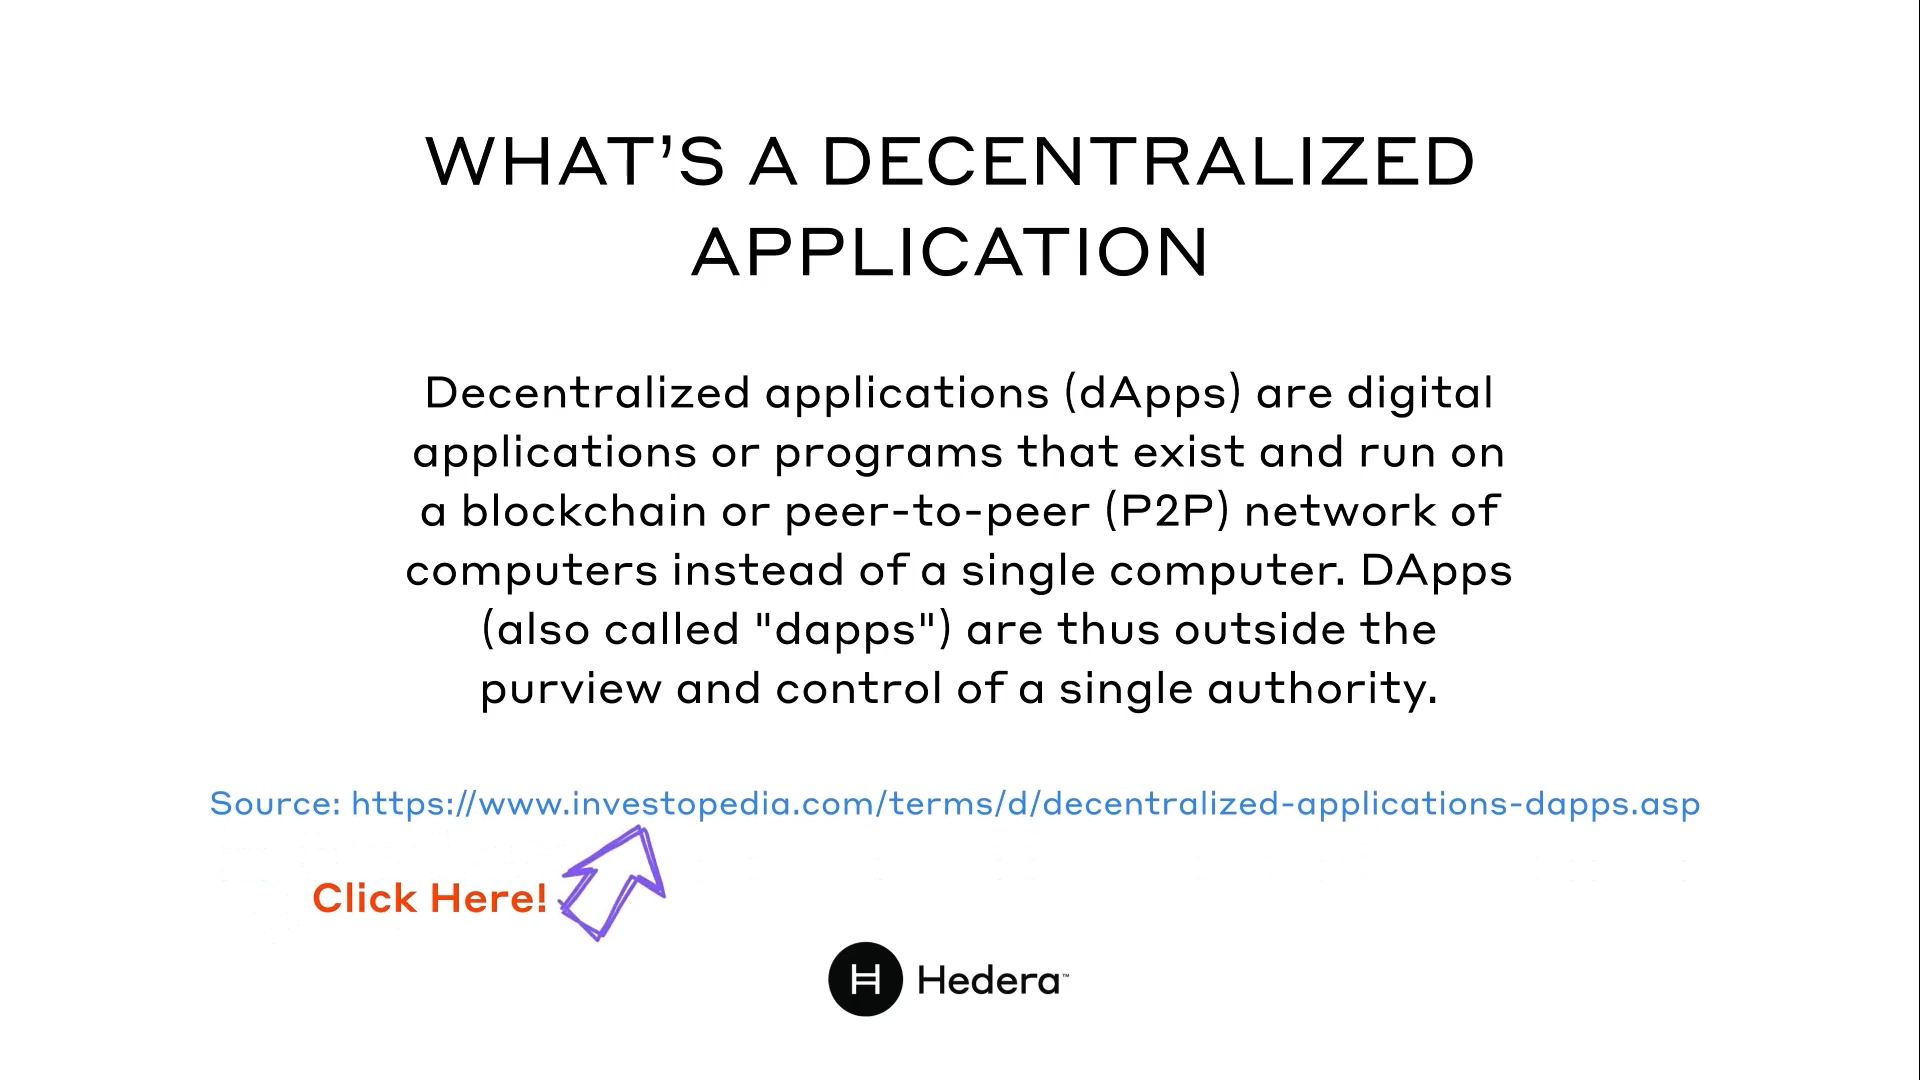 WHAT’S A DECENTRALIZED
APPLICATION
Decentralized applications (dApps) are digital
applications or programs that exist and run on
a blockchain or peer-to-peer (P2P) network of
computers instead of a single computer. DApps
(also called "dapps") are thus outside the
purview and control of a single authority.
Source: https://www.investopedia.com/terms/d/decentralized-applications-dapps.asp
Click Here!
H Hedera™